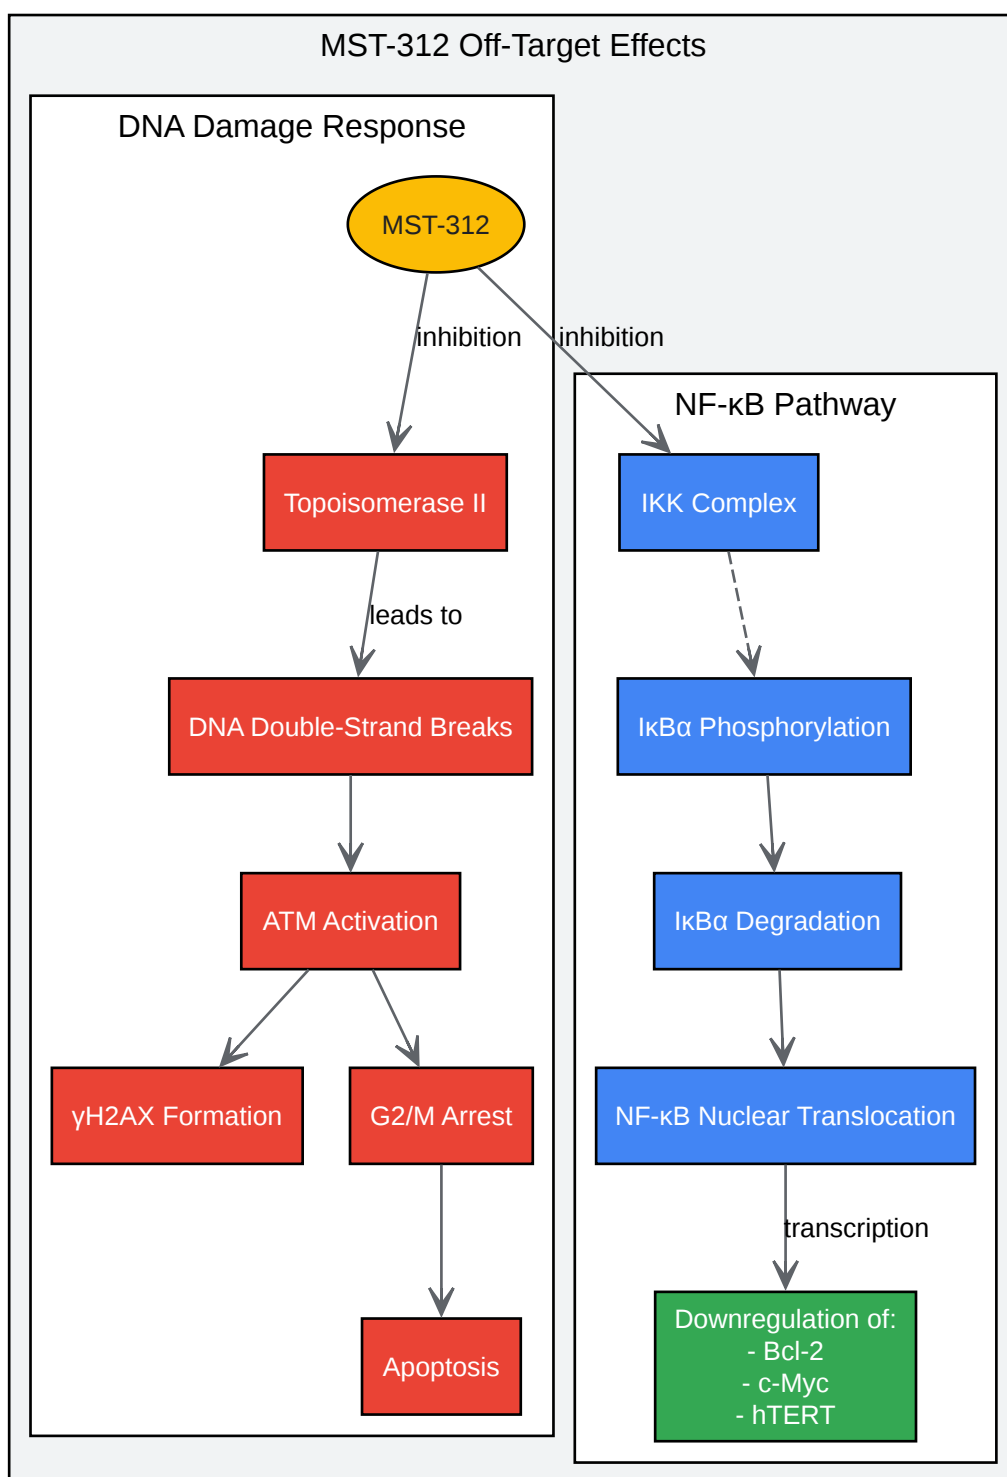 MST-312 Off-Target Effects
DNA Damage Response
MST-312
inhibition
inhibition
Topoisomerase II
leads to
DNA Double-Strand Breaks
ATM Activation
γH2AX Formation
G2/M Arrest
Apoptosis
NF-κB Pathway
IKK Complex
IκBα Phosphorylation
IκBα Degradation
NF-κB Nuclear Translocation
transcription
Downregulation of:
- Bcl-2
- c-Myc
- hTERT